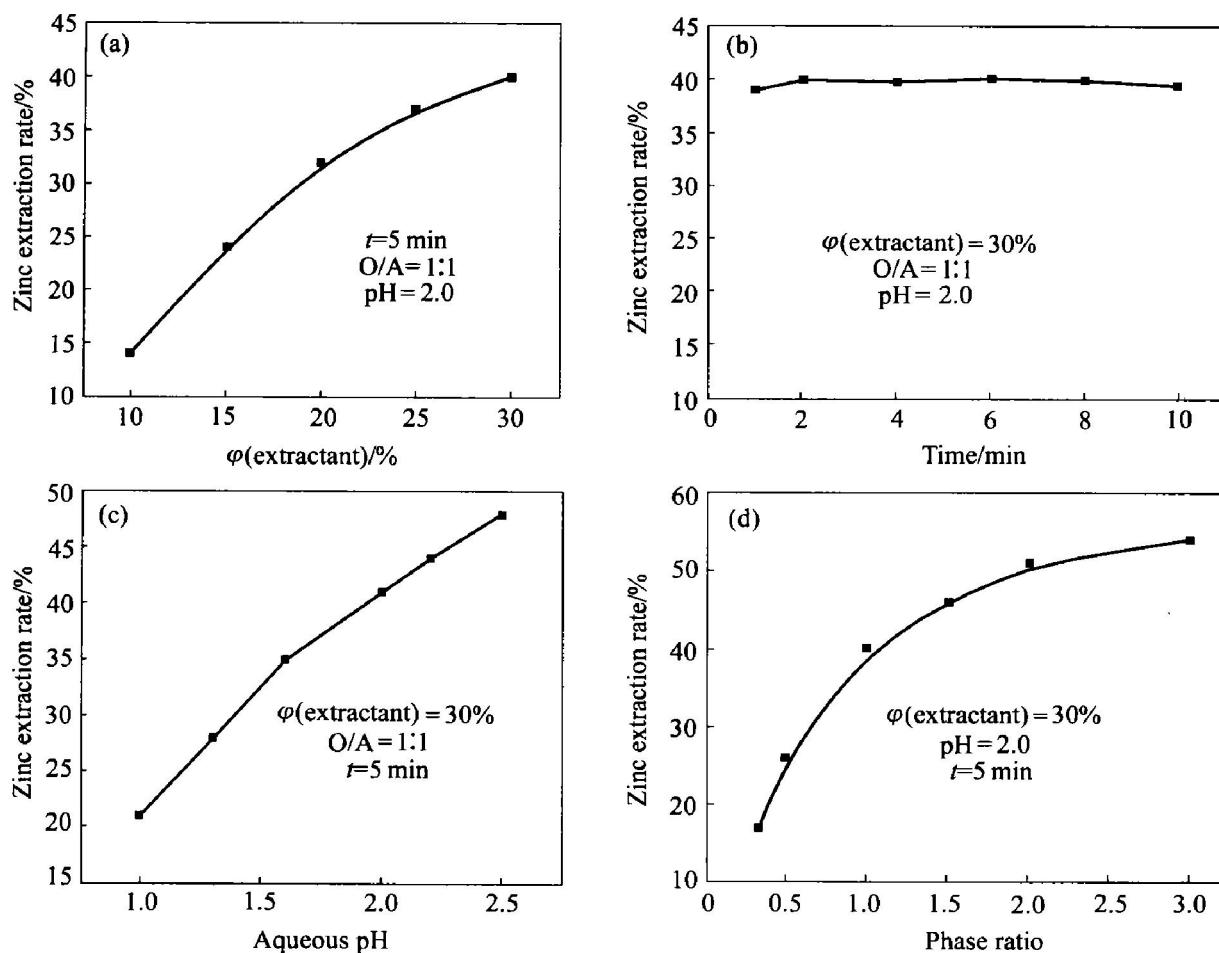 (a)
Zinc extraction rate/%
45
40
35
30
25
20
15
10
t=5 min
O/A=1:1
pH=2.0
10 15 20 25 30
φ(extractant)/%
(b)
Zinc extraction rate/%
45
40
35
30
25
20
15
10
φ(extractant)=30%
O/A=1:1
pH=2.0
0 2 4 6 8 10
Time/min
(c)
Zinc extraction rate/%
50
45
40
35
30
25
20
15
φ(extractant)=30%
O/A=1:1
t=5 min
1.0 1.5 2.0 2.5
Aqueous pH
(d)
Zinc extraction rate/%
60
50
40
30
20
10
φ(extractant)=30%
pH=2.0
t=5 min
0 0.5 1.0 1.5 2.0 3.0
Phase ratio